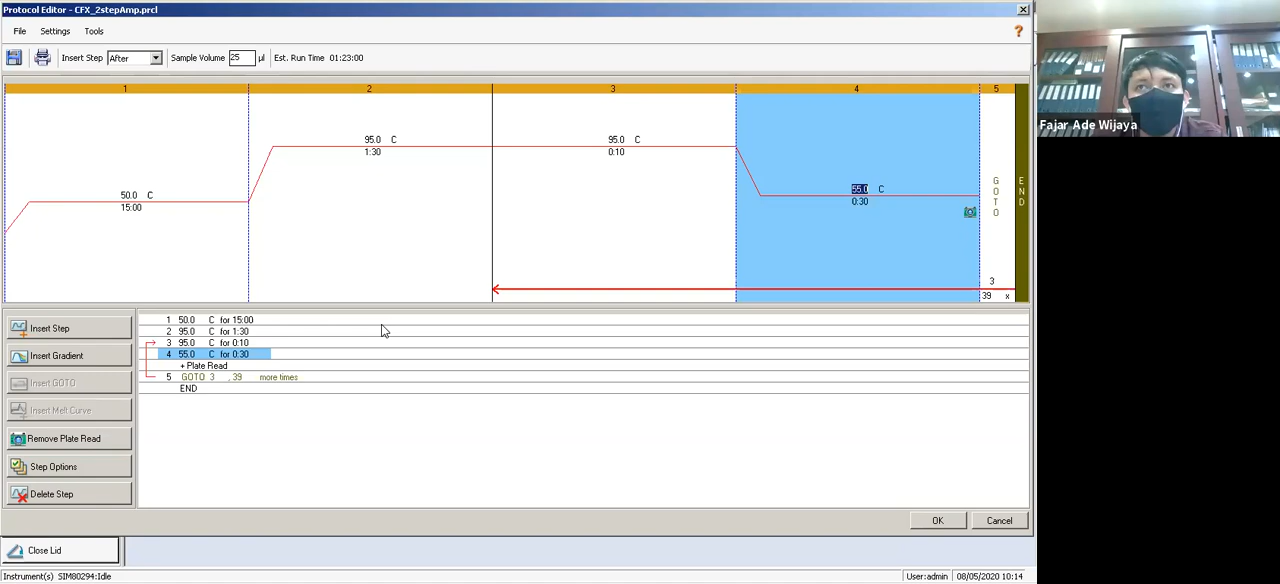 Protocol Editor - CFX_2stepAmp.prcl
File Settings Tools ?
Insert Step After Sample Volume 25 µl Est. Run Time 01:23:00
1 2 3 4 5
50.0 C
15:00
95.0 C
1:30
95.0 C
0:10
55.0 C
0:30
GOTO
END
3
39 x
Insert Step
Insert Gradient
Insert GOTO
Insert Melt Curve
Remove Plate Read
Step Options
Delete Step
1 50.0 C for 15:00
2 95.0 C for 1:30
3 95.0 C for 0:10
4 55.0 C for 0:30
+ Plate Read
5 GOTO 3 , 39 more times
END
OK Cancel
Close Lid
Instrument(s) SIM80294:Idle
User:admin 08/05/2020 10:14
Fajar Ade Wijaya